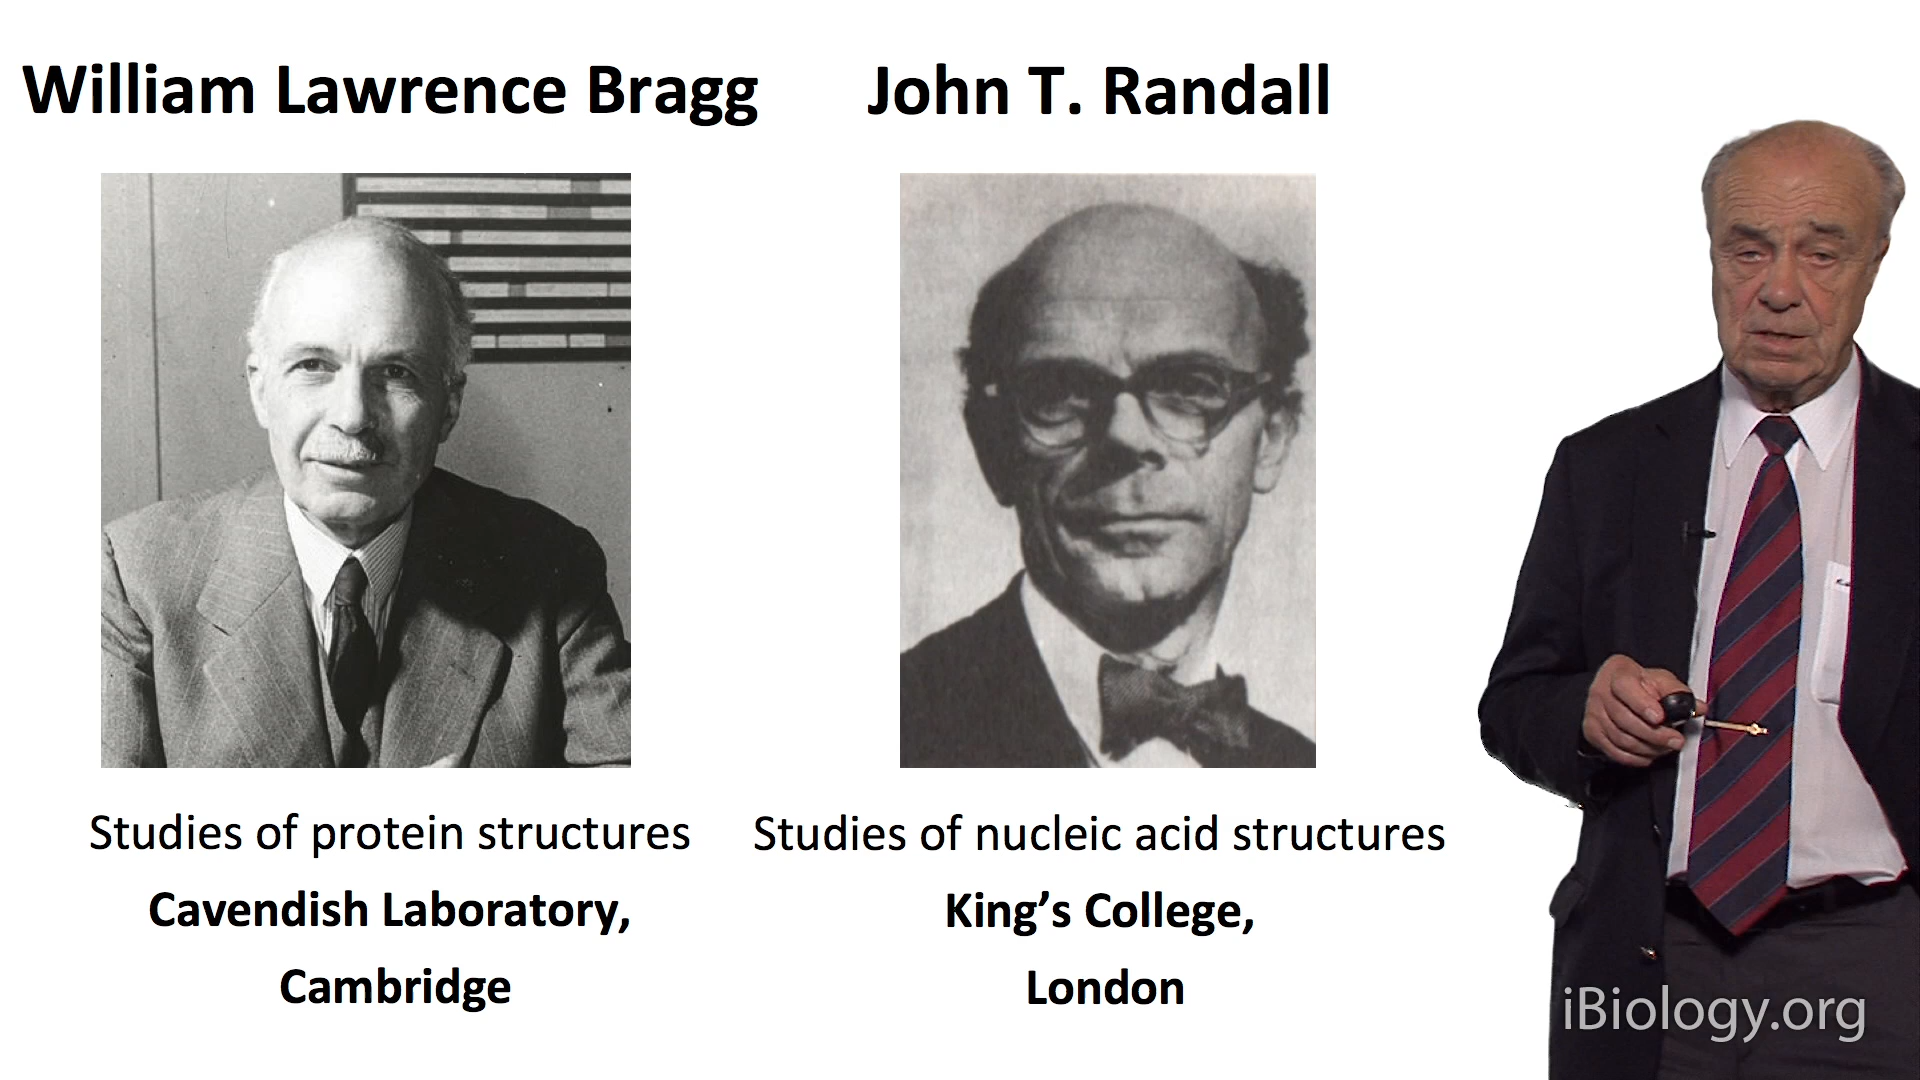 William Lawrence Bragg
John T. Randall
Studies of protein structures
Cavendish Laboratory,
Cambridge
Studies of nucleic acid structures
King’s College,
London
iBiology.org